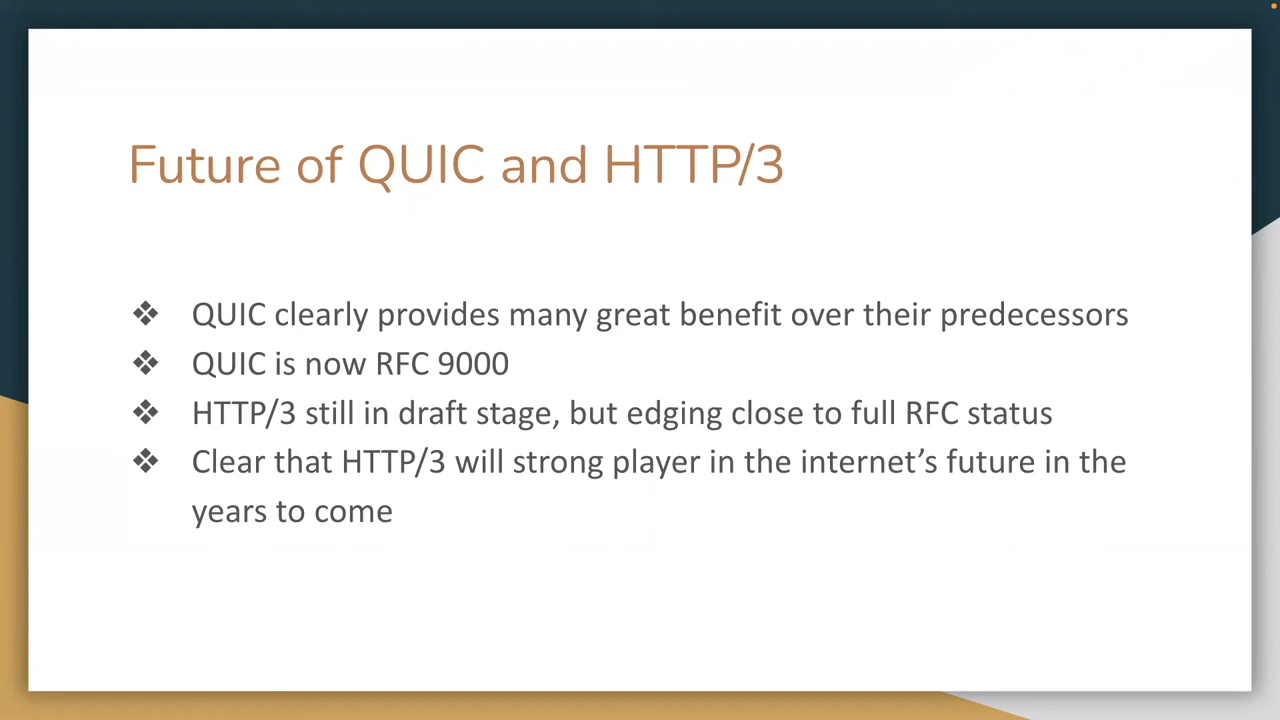 Future of QUIC and HTTP/3
❖ QUIC clearly provides many great benefit over their predecessors
❖ QUIC is now RFC 9000
❖ HTTP/3 still in draft stage, but edging close to full RFC status
❖ Clear that HTTP/3 will strong player in the internet’s future in the
years to come